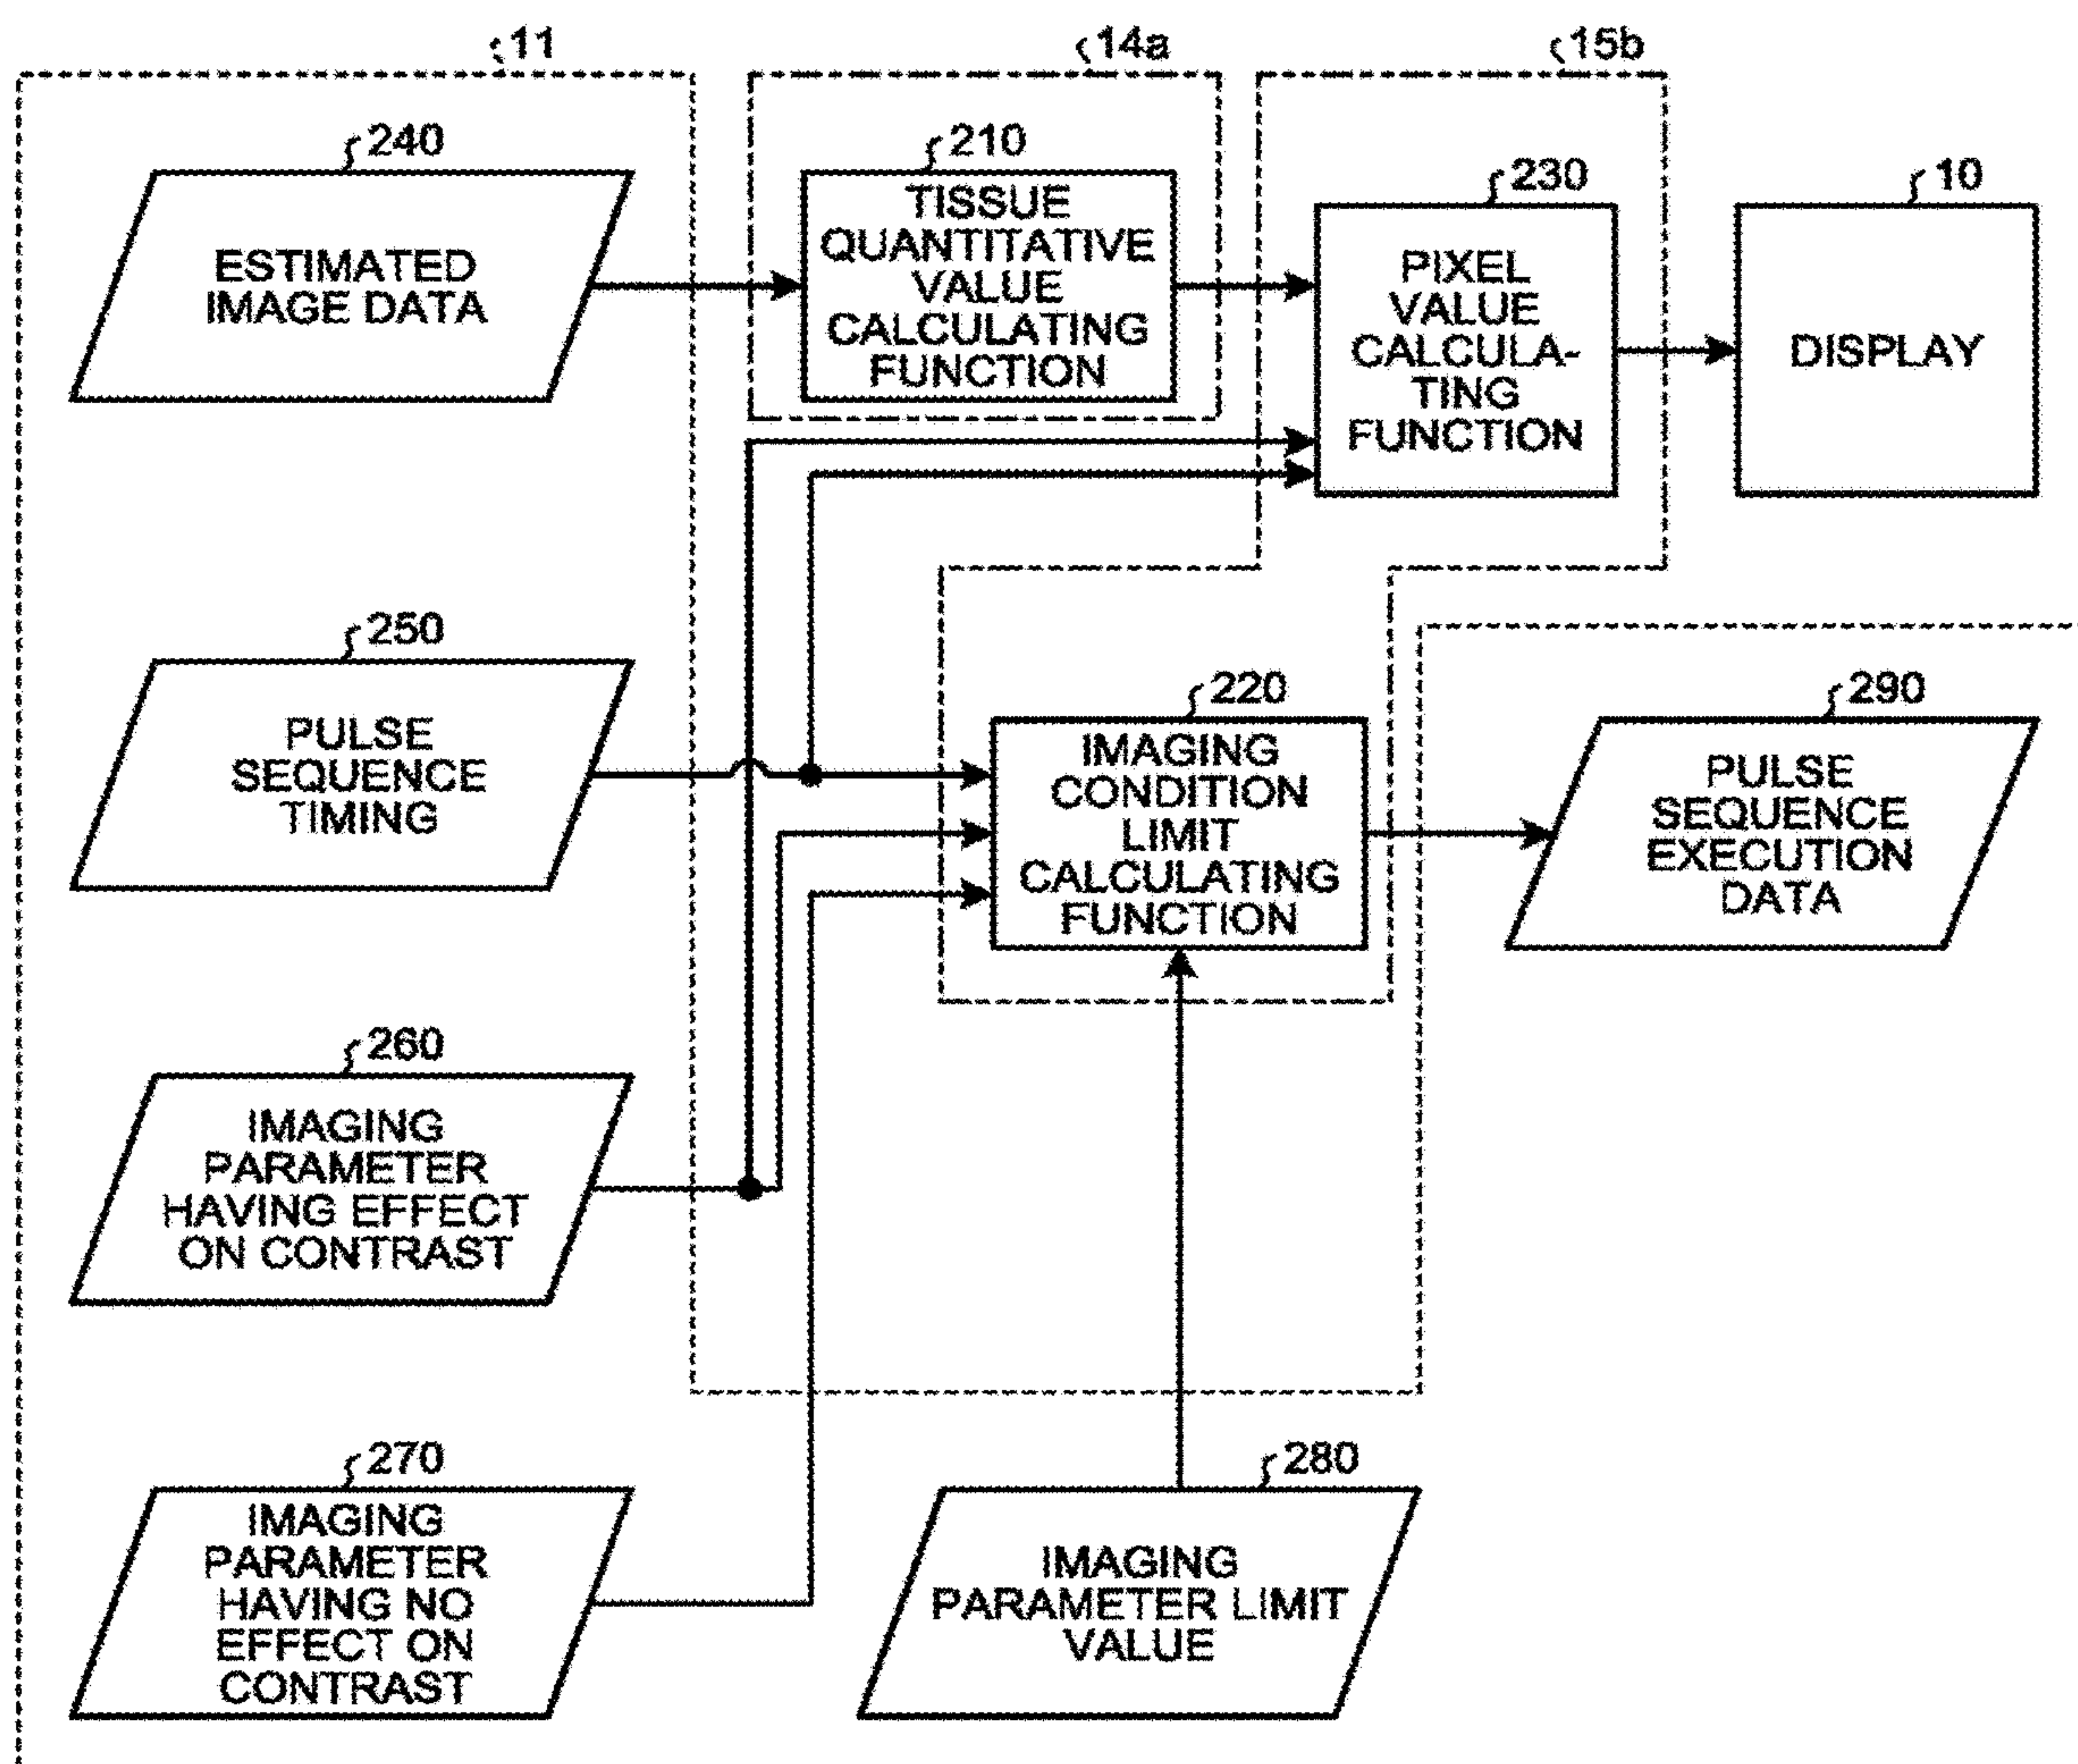 11
14a
15b
240
ESTIMATED
IMAGE DATA
210
TISSUE
QUANTITATIVE
VALUE
CALCULATING
FUNCTION
230
PIXEL
VALUE
CALCULA-
TING
FUNCTION
10
DISPLAY
250
PULSE
SEQUENCE
TIMING
220
IMAGING
CONDITION
LIMIT
CALCULATING
FUNCTION
290
PULSE
SEQUENCE
EXECUTION
DATA
260
IMAGING
PARAMETER
HAVING EFFECT
ON CONTRAST
270
IMAGING
PARAMETER
HAVING NO
EFFECT ON
CONTRAST
280
IMAGING
PARAMETER LIMIT
VALUE